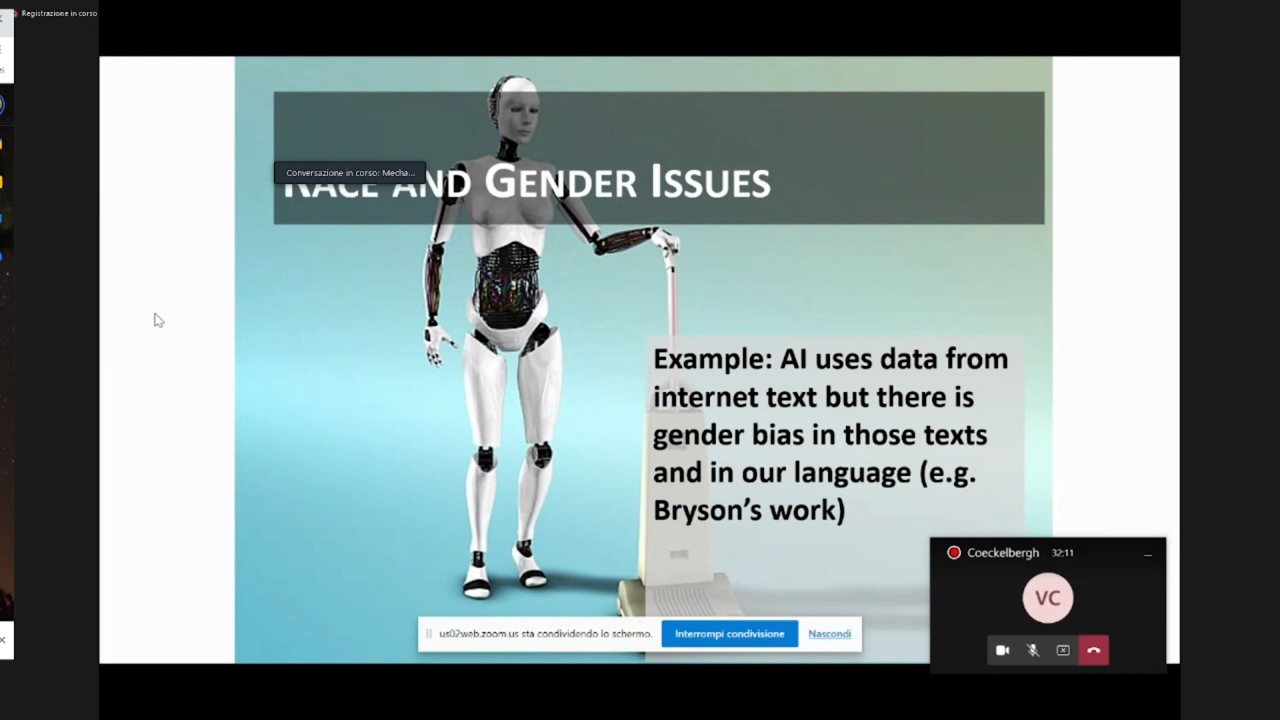 Registrazione in corso
Conversazione in corso: Mecha...
RACE AND GENDER ISSUES
Example: AI uses data from
internet text but there is
gender bias in those texts
and in our language (e.g.
Bryson's work)
Coeckelbergh 32:11
VC
us02web.zoom.us sta condividendo lo schermo. Interrompi condivisione Nascondi